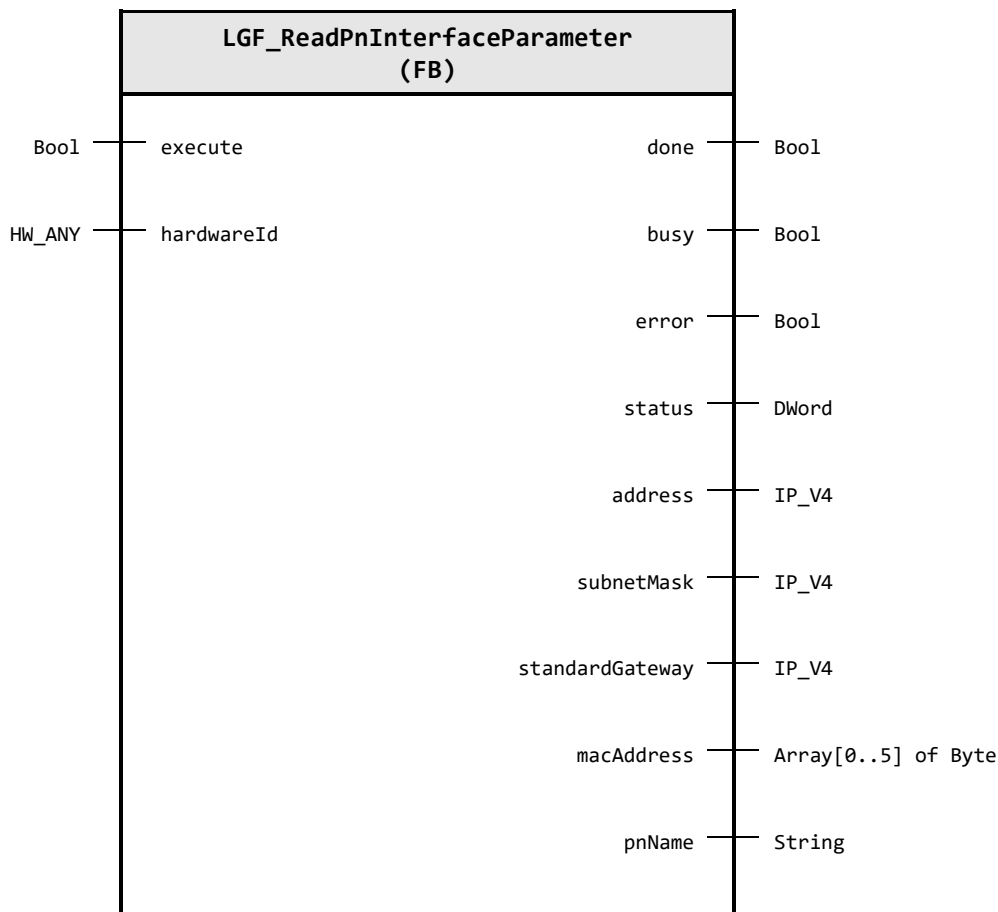 LGF_ReadPnInterfaceParameter
(FB)
Bool execute done Bool
HW_ANY hardwareId busy Bool
error Bool
status DWord
address IP_V4
subnetMask IP_V4
standardGateway IP_V4
macAddress Array[0..5] of Byte
pnName String